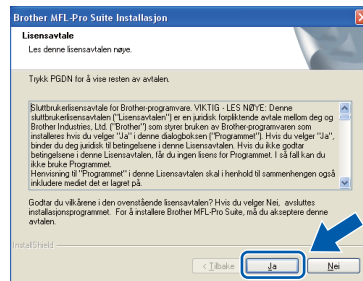 Brother MFL-Pro Suite Installasjon
Lisensavtale
Les denne lisensavtalen nøye.
Trykk PGDN for å vise resten av avtalen.
Sluttbrukerlisensavtale for Brother-programvare. VIKTIG - LES NØYE: Denne
sluttbrukerlisensavtalen ("Lisensavtalen") er en juridisk forpliktende avtale mellom deg og
Brother Industries, Ltd. ("Brother") som styrer bruken av Brother-programvaren som
installeres hvis du velger "Ja" i denne dialogboksen ("Programmet"). Hvis du velger "Ja",
binder du deg juridisk til betingelsene i denne Lisensavtalen. Hvis du ikke godtar
betingelsene i denne Lisensavtalen, får du ingen lisens for Programmet. I så fall kan du
ikke bruke Programmet.
Henvisning til "Programmet" i denne Lisensavtalen skal i henhold til sammenhengen også
inkludere mediet det er lagret på.
Godtar du vilkårene i den ovenstående lisensavtalen? Hvis du velger Nei, avsluttes
installasjonsprogrammet. For å installere Brother MFL-Pro Suite, må du akseptere denne
avtalen.
InstallShield
< Tilbake Ja Nei